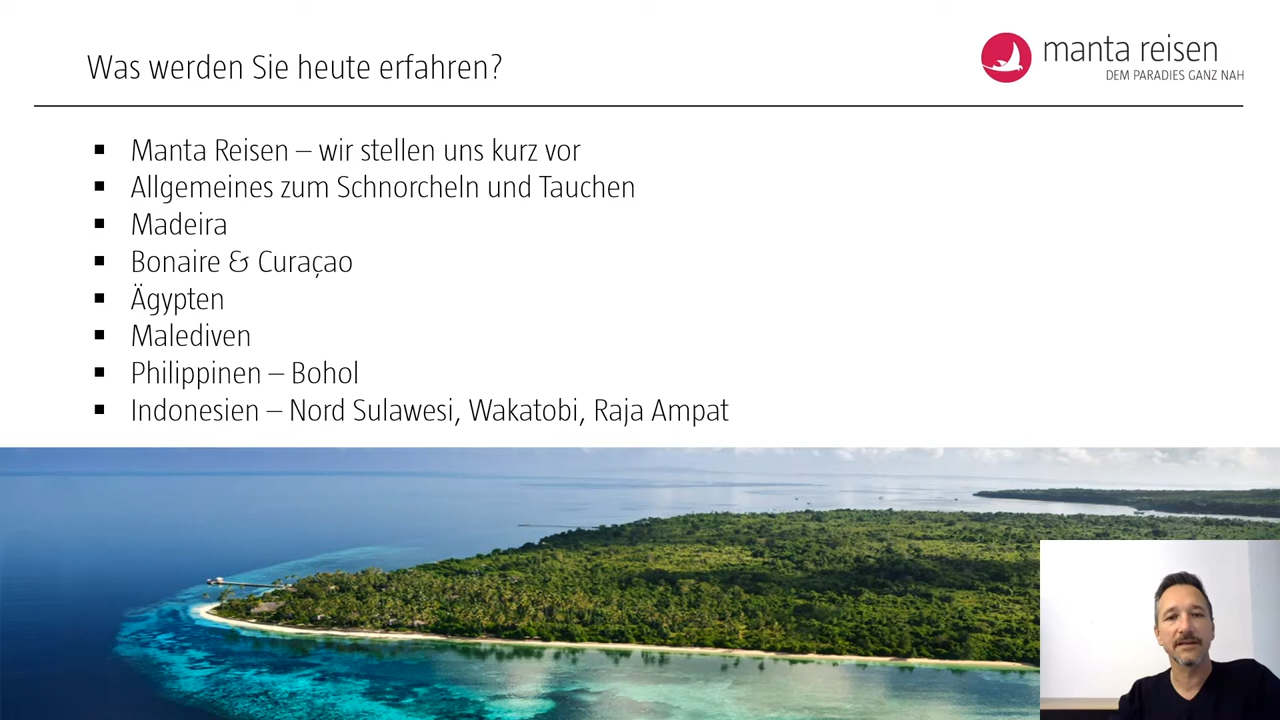 Was werden Sie heute erfahren?
manta reisen
DEM PARADIES GANZ NAH
▪ Manta Reisen – wir stellen uns kurz vor
▪ Allgemeines zum Schnorcheln und Tauchen
▪ Madeira
▪ Bonaire & Curaçao
▪ Ägypten
▪ Malediven
▪ Philippinen – Bohol
▪ Indonesien – Nord Sulawesi, Wakatobi, Raja Ampat